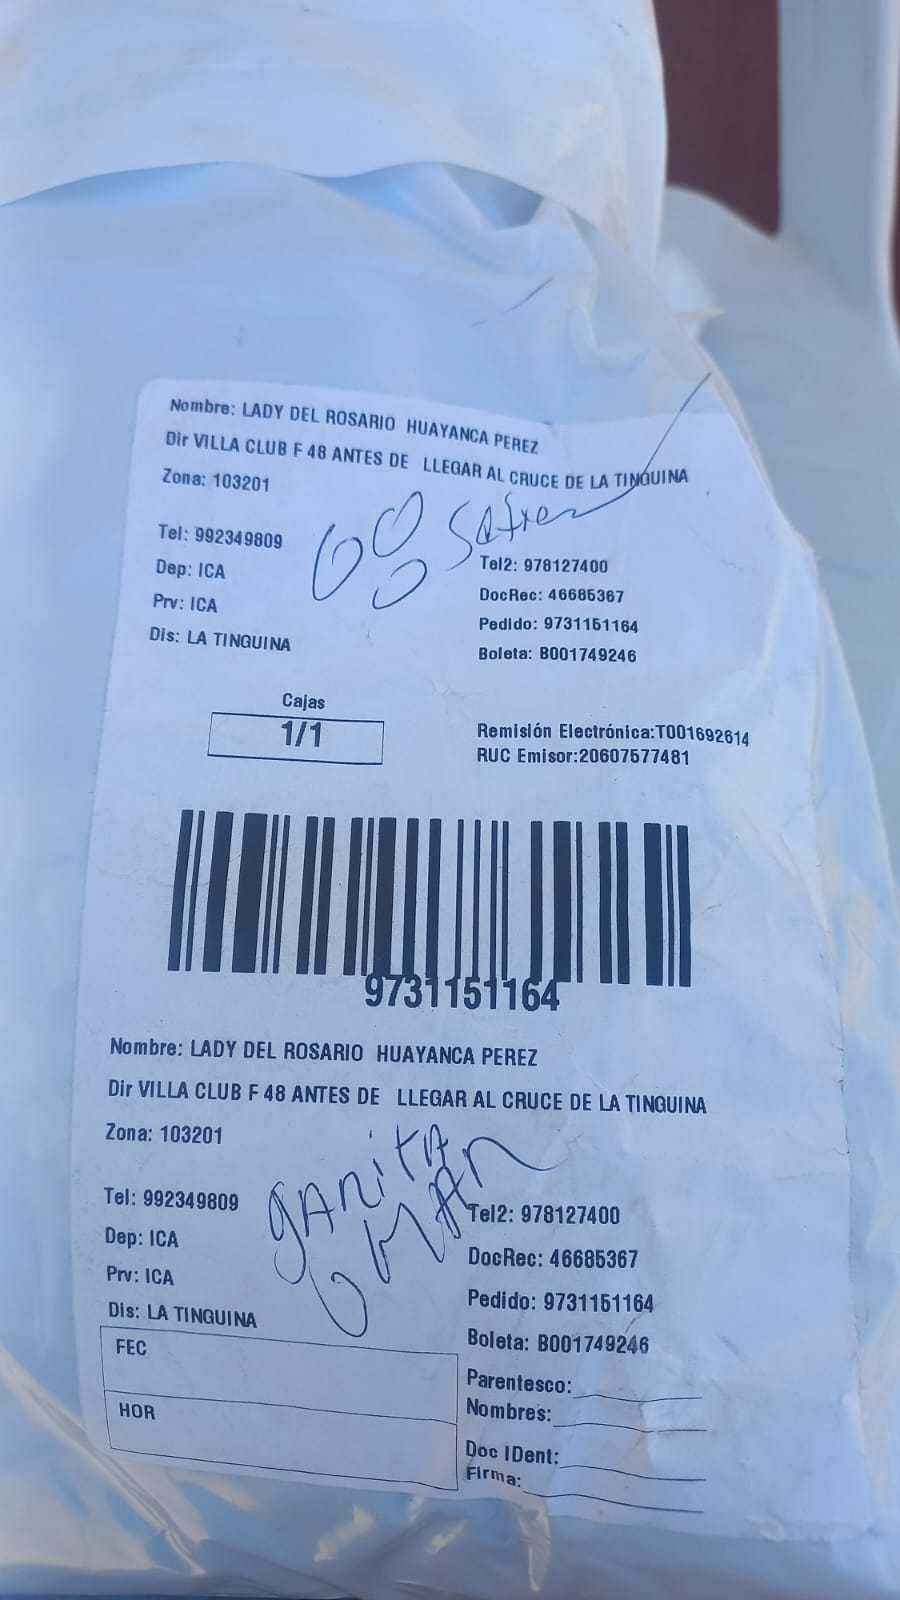 Nombre: LADY DEL ROSARIO HUAYANCA PEREZ
Dir VILLA CLUB F 48 ANTES DE LLEGAR AL CRUCE DE LA TINGUINA
Zona: 103201
Tel: 992349809
Tel2: 978127400
Dep: ICA
DocRec: 46685367
Prv: ICA
Pedido: 9731151164
Dis: LA TINGUINA
Boleta: B001749246
Cajas
1/1
Remisión Electrónica:T001692614
RUC Emisor:20607577481
9731151164
Nombre: LADY DEL ROSARIO HUAYANCA PEREZ
Dir VILLA CLUB F 48 ANTES DE LLEGAR AL CRUCE DE LA TINGUINA
Zona: 103201
GARITA
Tel: 992349809
Tel2: 978127400
Dep: ICA
DocRec: 46685367
Prv: ICA
Pedido: 9731151164
Dis: LA TINGUINA
Boleta: B001749246
FEC
Parentesco:
HOR
Nombres:
Doc IDent:
Firma: